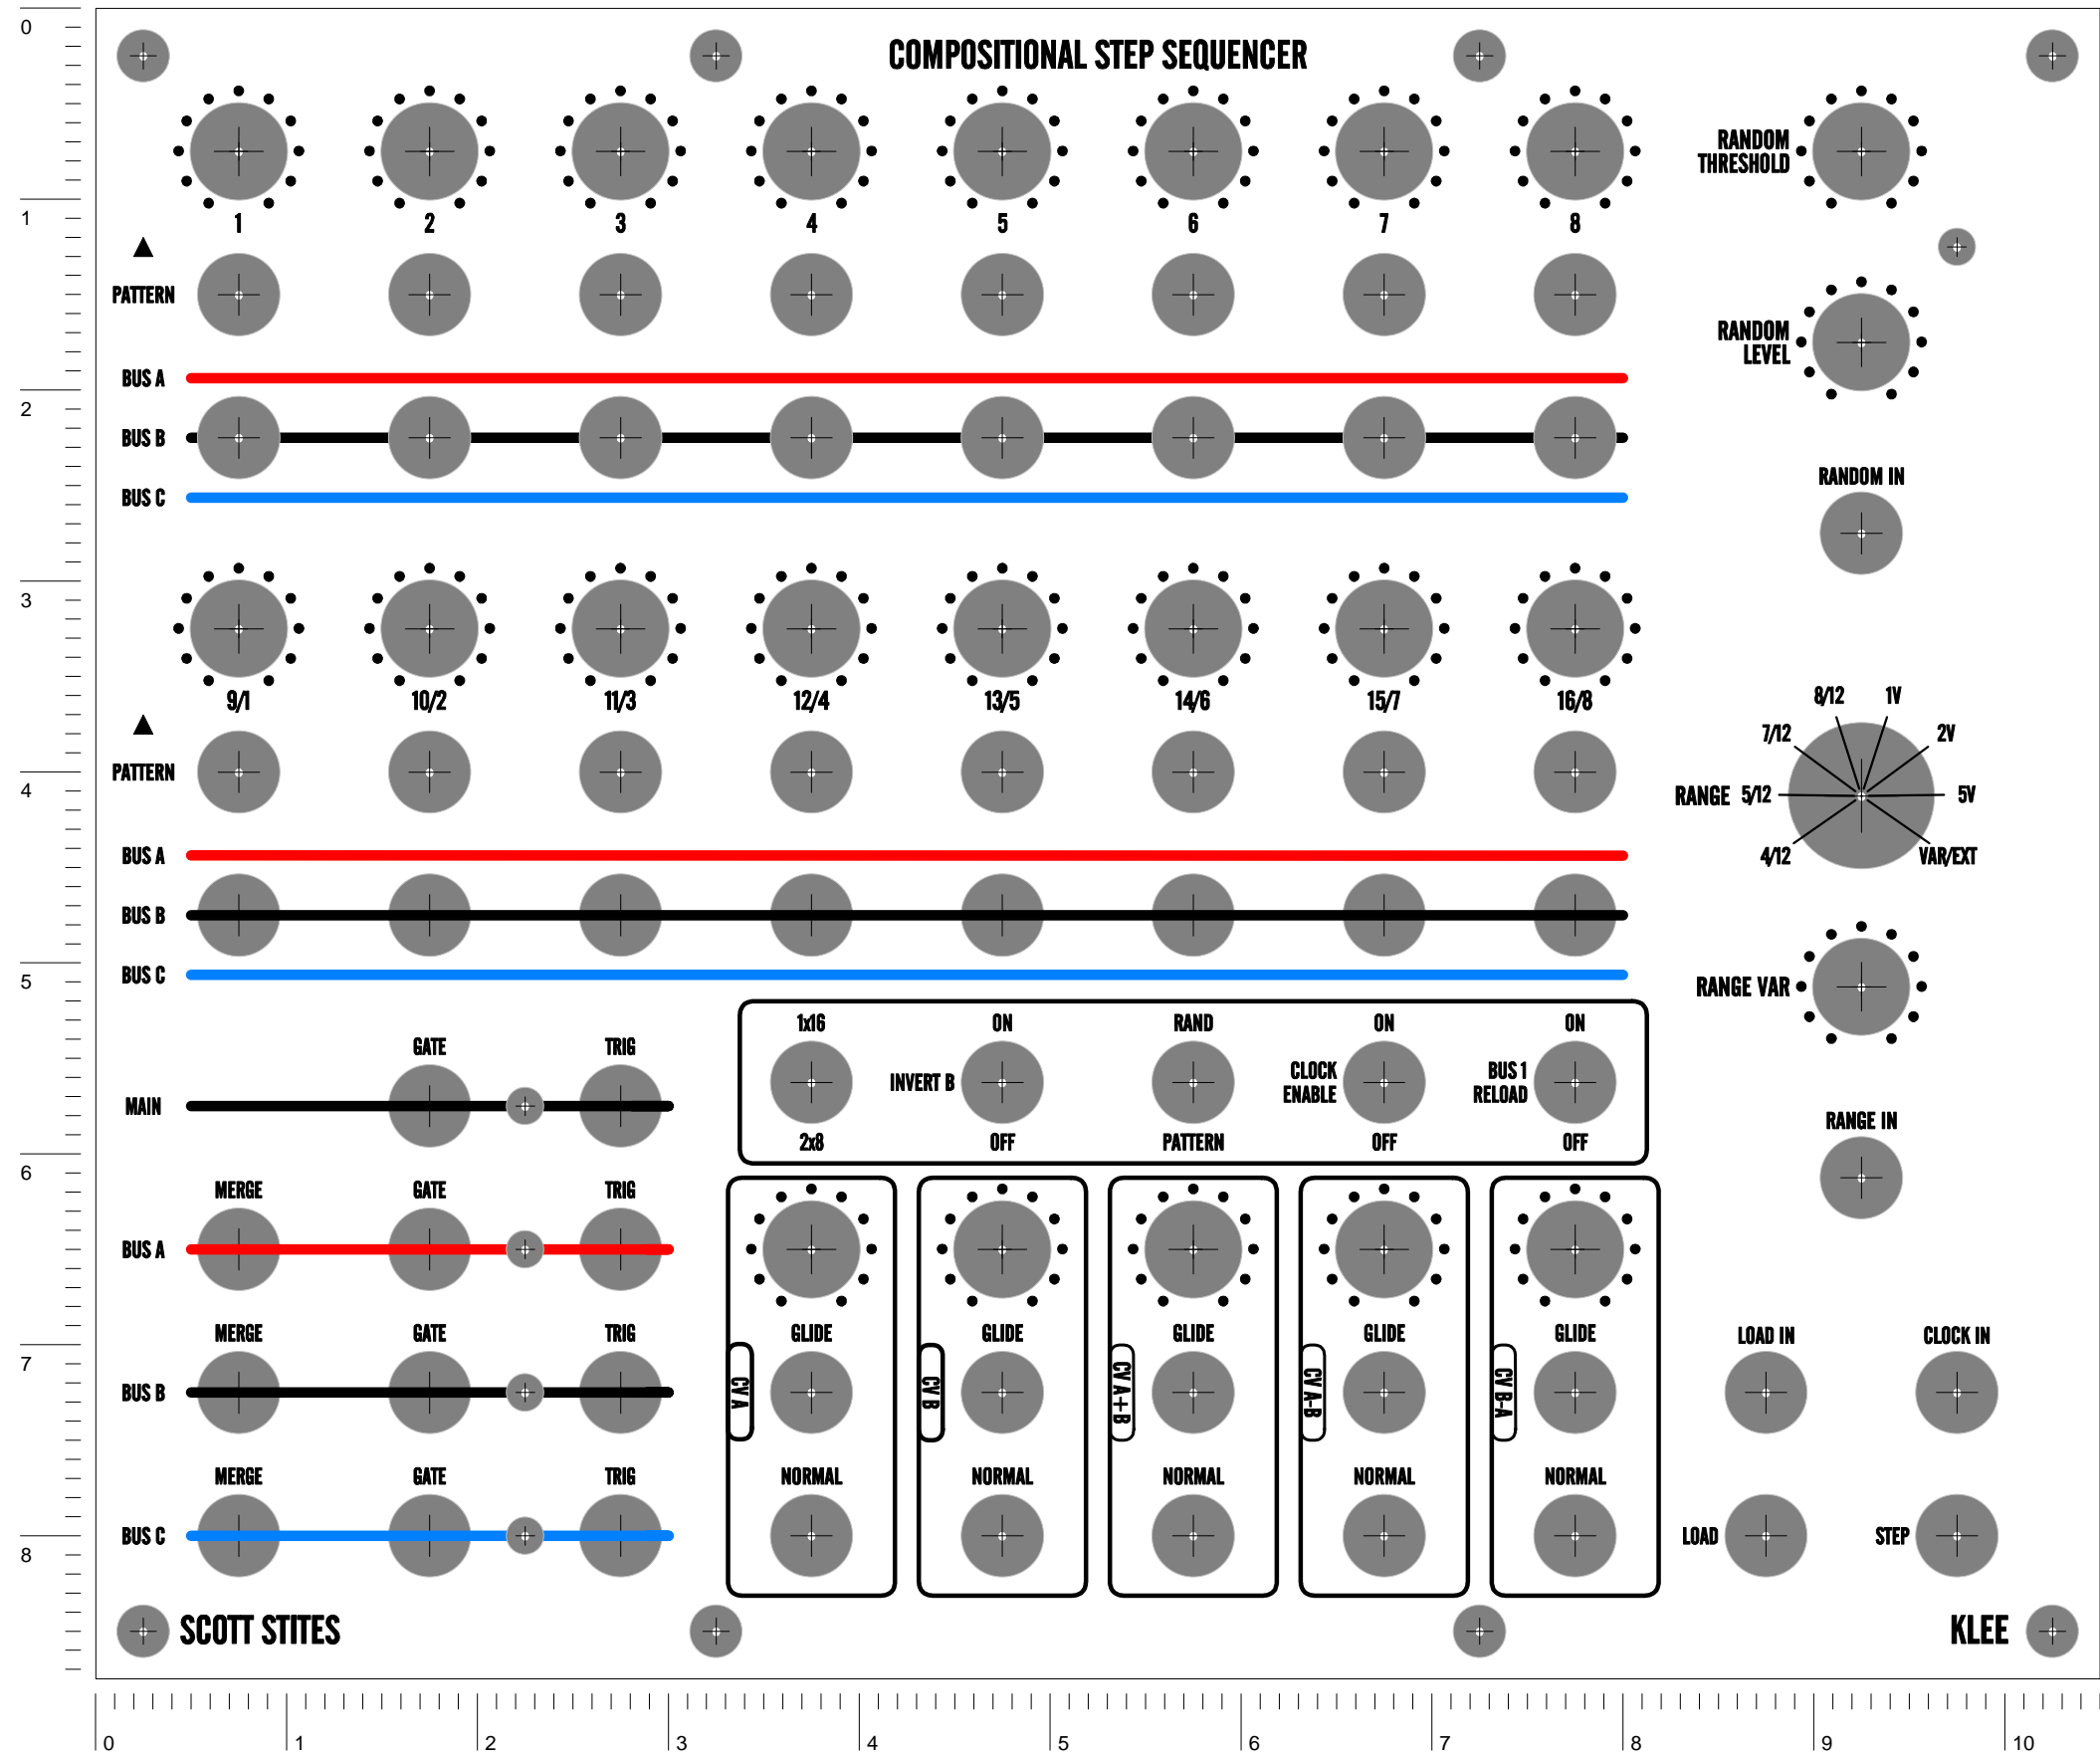 COMPOSITIONAL STEP SEQUENCER
RANDOM
THRESHOLD
1 2 3 4 5 6 7 8
PATTERN
RANDOM
LEVEL
BUS A
BUS B
BUS C
RANDOM IN
9/1 10/2 11/3 12/4 13/5 14/6 15/7 16/8
PATTERN
8/12 1V
7/12 2V
RANGE 5/12 5V
4/12 VAR/EXT
BUS A
BUS B
BUS C
RANGE VAR
1x16 ON RAND ON ON
GATE TRIG
INVERT B
CLOCK
ENABLE
BUS 1
RELOAD
MAIN
2x8 OFF PATTERN OFF OFF
RANGE IN
MERGE GATE TRIG
BUS A
MERGE GATE TRIG
GLIDE GLIDE GLIDE GLIDE GLIDE
LOAD IN CLOCK IN
BUS B
CV A
CV B
CV A+B
CV A-B
CV B-A
MERGE GATE TRIG
NORMAL NORMAL NORMAL NORMAL NORMAL
BUS C
LOAD STEP
SCOTT STITES
KLEE
0
1
2
3
4
5
6
7
8
0 1 2 3 4 5 6 7 8 9 10